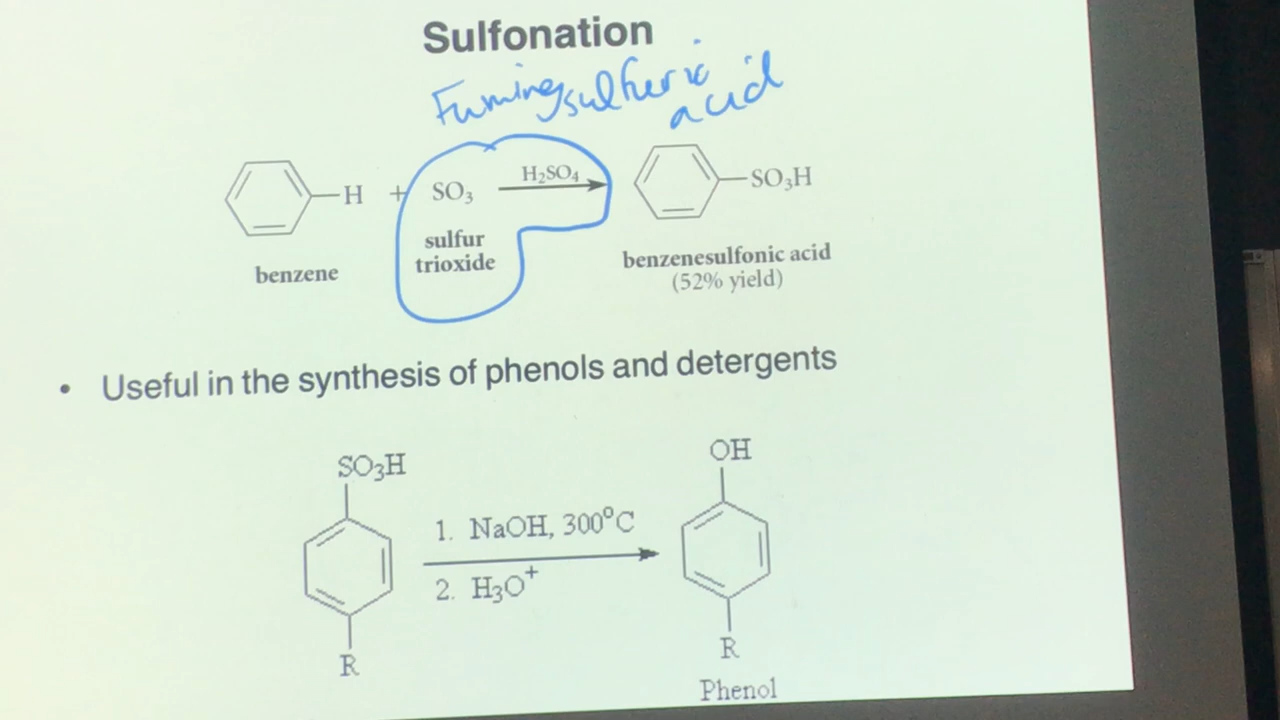 Sulfonation
Fuming sulfuric
acid
H + SO₃ H₂SO₄ SO₃H
sulfur
trioxide
benzene
benzenesulfonic acid
(52% yield)
• Useful in the synthesis of phenols and detergents
SO₃H
OH
1. NaOH, 300°C
2. H₃O⁺
R
R
Phenol